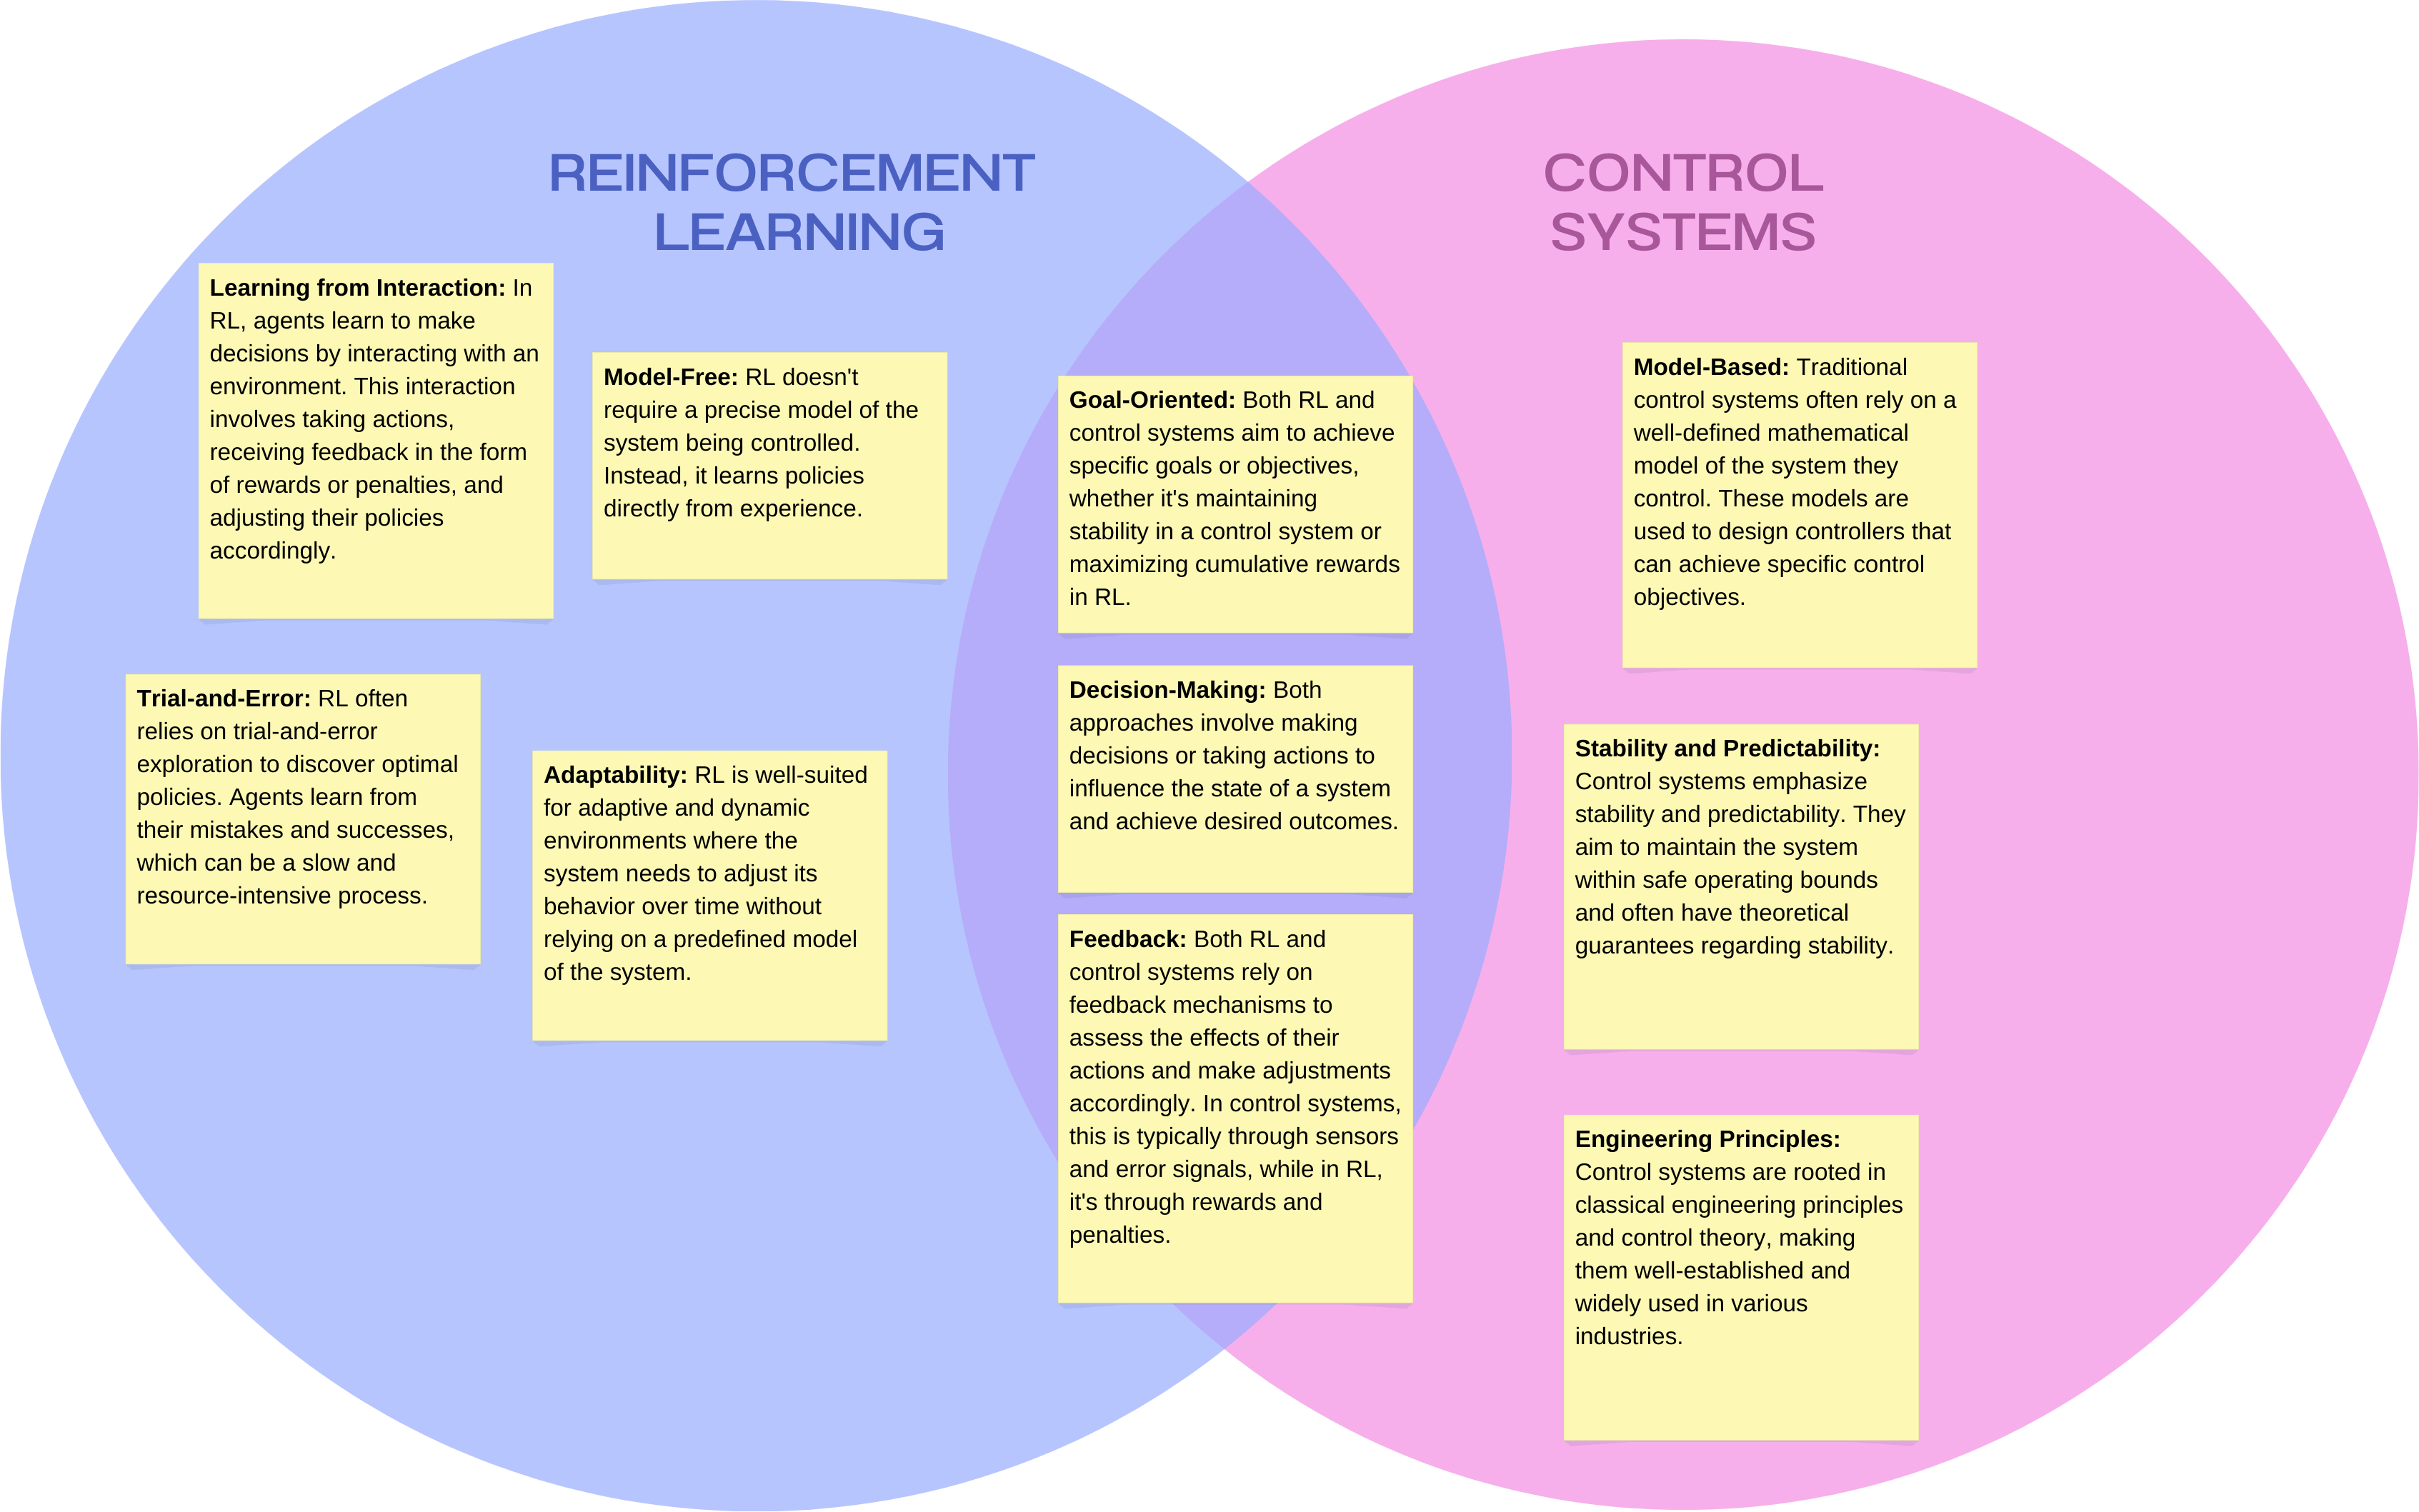 REINFORCEMENT
LEARNING
Learning from Interaction: In
RL, agents learn to make
decisions by interacting with an
environment. This interaction
involves taking actions,
receiving feedback in the form
of rewards or penalties, and
adjusting their policies
accordingly.
Model-Free: RL doesn't
require a precise model of the
system being controlled.
Instead, it learns policies
directly from experience.
Trial-and-Error: RL often
relies on trial-and-error
exploration to discover optimal
policies. Agents learn from
their mistakes and successes,
which can be a slow and
resource-intensive process.
Adaptability: RL is well-suited
for adaptive and dynamic
environments where the
system needs to adjust its
behavior over time without
relying on a predefined model
of the system.
Goal-Oriented: Both RL and
control systems aim to achieve
specific goals or objectives,
whether it's maintaining
stability in a control system or
maximizing cumulative rewards
in RL.
Decision-Making: Both
approaches involve making
decisions or taking actions to
influence the state of a system
and achieve desired outcomes.
Feedback: Both RL and
control systems rely on
feedback mechanisms to
assess the effects of their
actions and make adjustments
accordingly. In control systems,
this is typically through sensors
and error signals, while in RL,
it's through rewards and
penalties.
CONTROL
SYSTEMS
Model-Based: Traditional
control systems often rely on a
well-defined mathematical
model of the system they
control. These models are
used to design controllers that
can achieve specific control
objectives.
Stability and Predictability:
Control systems emphasize
stability and predictability. They
aim to maintain the system
within safe operating bounds
and often have theoretical
guarantees regarding stability.
Engineering Principles:
Control systems are rooted in
classical engineering principles
and control theory, making
them well-established and
widely used in various
industries.